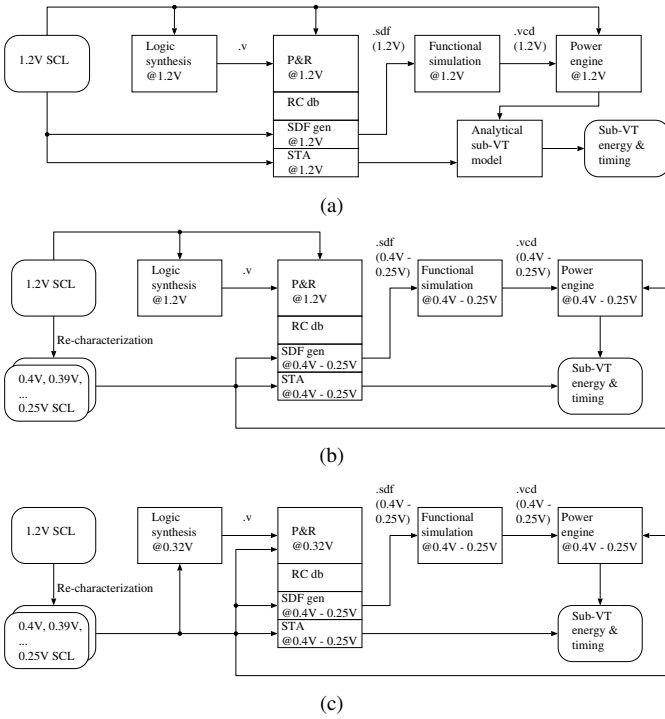 1.2V SCL
Logic
synthesis
@1.2V
.v
P&R
@1.2V
RC db
SDF gen
@1.2V
STA
@1.2V
.sdf
(1.2V)
Functional
simulation
@1.2V
.vcd
(1.2V)
Power
engine
@1.2V
Analytical
sub-VT
model
Sub-VT
energy &
timing
(a)
1.2V SCL
Re-characterization
0.4V, 0.39V,
...
0.25V SCL
Logic
synthesis
@1.2V
.v
P&R
@1.2V
RC db
SDF gen
@0.4V - 0.25V
STA
@0.4V - 0.25V
.sdf
(0.4V -
0.25V)
Functional
simulation
@0.4V - 0.25V
.vcd
(0.4V -
0.25V)
Power
engine
@0.4V - 0.25V
Sub-VT
energy &
timing
(b)
1.2V SCL
Re-characterization
0.4V, 0.39V,
...
0.25V SCL
Logic
synthesis
@0.32V
.v
P&R
@0.32V
RC db
SDF gen
@0.4V - 0.25V
STA
@0.4V - 0.25V
.sdf
(0.4V -
0.25V)
Functional
simulation
@0.4V - 0.25V
.vcd
(0.4V -
0.25V)
Power
engine
@0.4V - 0.25V
Sub-VT
energy &
timing
(c)